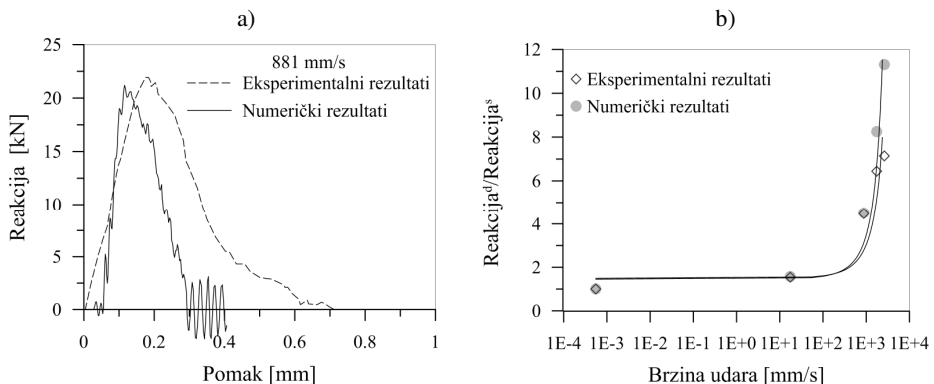 a)
25
20
15
10
5
0
Reakcija [kN]
881 mm/s
Eksperimentalni rezultati
Numerički rezultati
0 0.2 0.4 0.6 0.8 1
Pomak [mm]
b)
12
10
8
6
4
2
0
Reakcijaᵈ/Reakcijaˢ
Eksperimentalni rezultati
Numerički rezultati
1E-4 1E-3 1E-2 1E-1 1E+0 1E+1 1E+2 1E+3 1E+4
Brzina udara [mm/s]